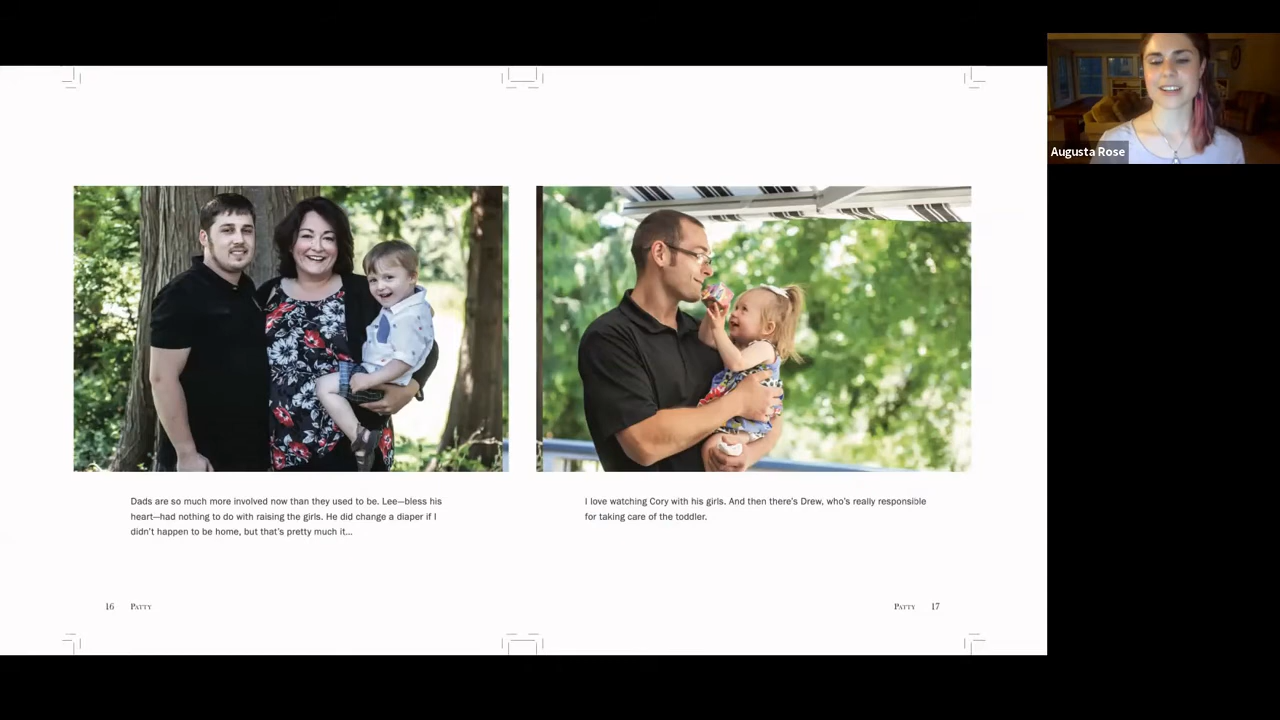 Augusta Rose
Dads are so much more involved now than they used to be. Lee—bless his
heart—had nothing to do with raising the girls. He did change a diaper if I
didn't happen to be home, but that's pretty much it...
I love watching Cory with his girls. And then there's Drew, who's really responsible
for taking care of the toddler.
16 Patty
Patty 17